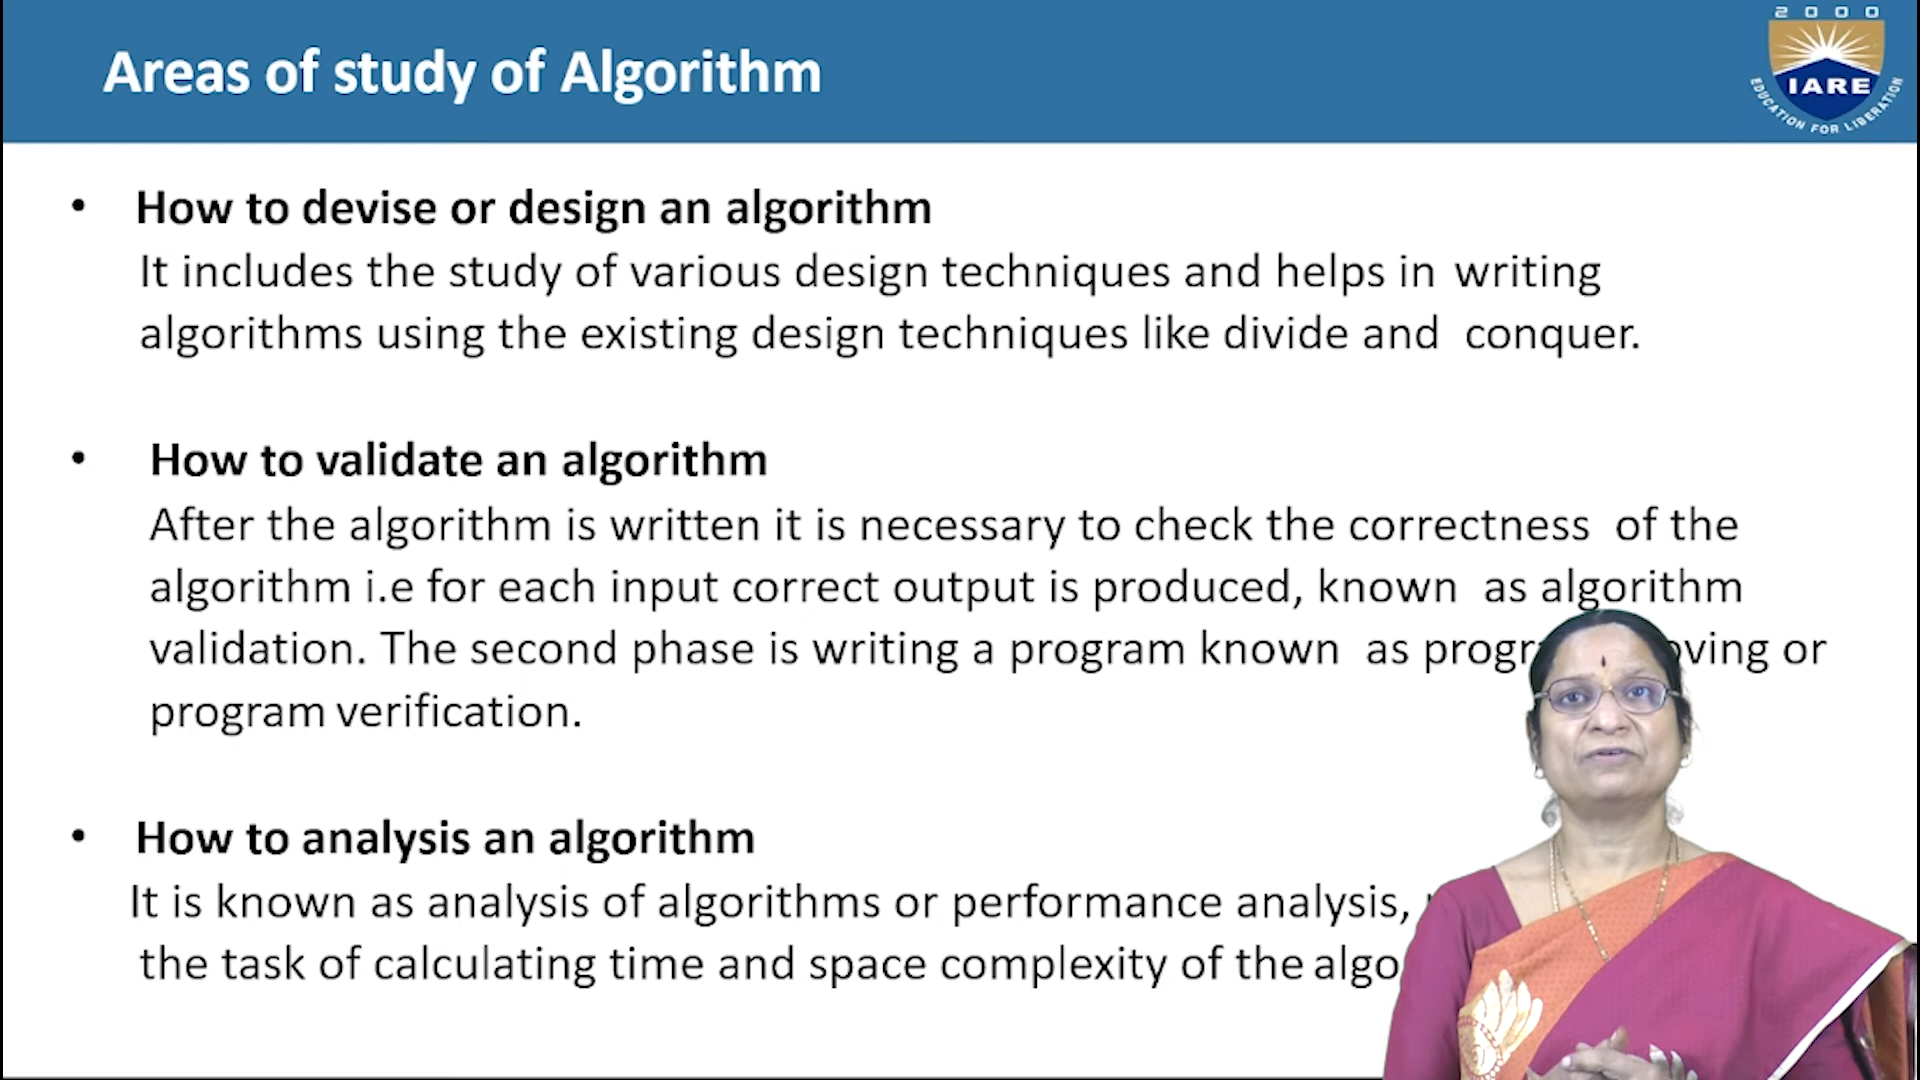 Areas of study of Algorithm
2000
IARE
EDUCATION FOR LIBERATION
• How to devise or design an algorithm
It includes the study of various design techniques and helps in writing
algorithms using the existing design techniques like divide and conquer.
• How to validate an algorithm
After the algorithm is written it is necessary to check the correctness of the
algorithm i.e for each input correct output is produced, known as algorithm
validation. The second phase is writing a program known as or
program verification.
• How to analysis an algorithm
It is known as analysis of algorithms or performance analysis,
the task of calculating time and space complexity of the